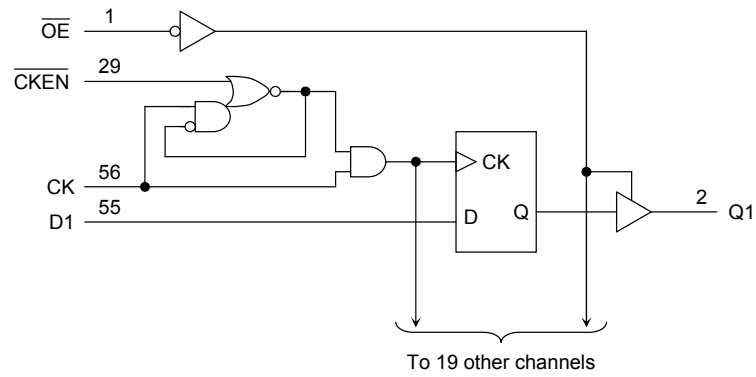 OE 1
CKEN 29
CK 56
D1 55
CK
D Q
2 Q1
To 19 other channels